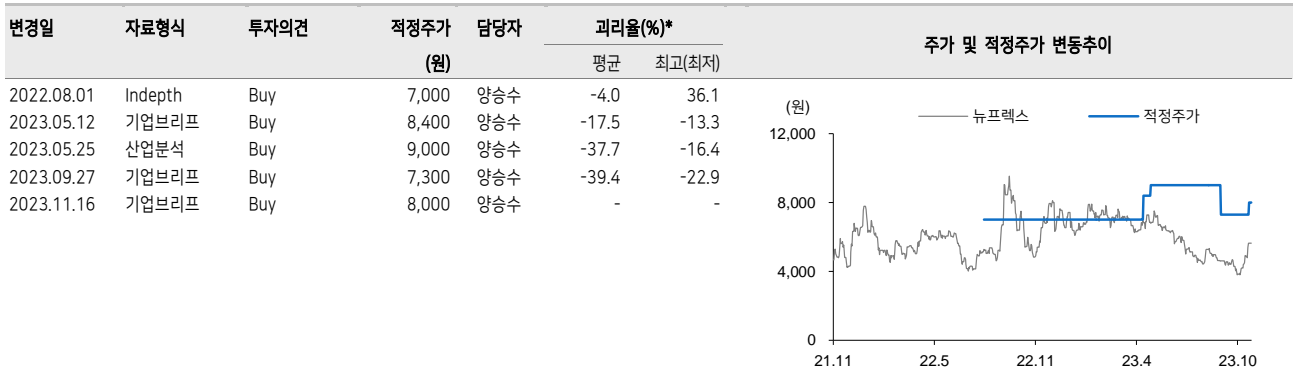 변경일 자료형식 투자의견 적정주가 담당자 괴리율(%)*
(원) 평균 최고(최저)
2022.08.01 Indepth Buy 7,000 양승수 -4.0 36.1
2023.05.12 기업브리프 Buy 8,400 양승수 -17.5 -13.3
2023.05.25 산업분석 Buy 9,000 양승수 -37.7 -16.4
2023.09.27 기업브리프 Buy 7,300 양승수 -39.4 -22.9
2023.11.16 기업브리프 Buy 8,000 양승수 - -
주가 및 적정주가 변동추이
(원) 뉴프렉스 적정주가
12,000
8,000
4,000
0
21.11 22.5 22.11 23.4 23.10